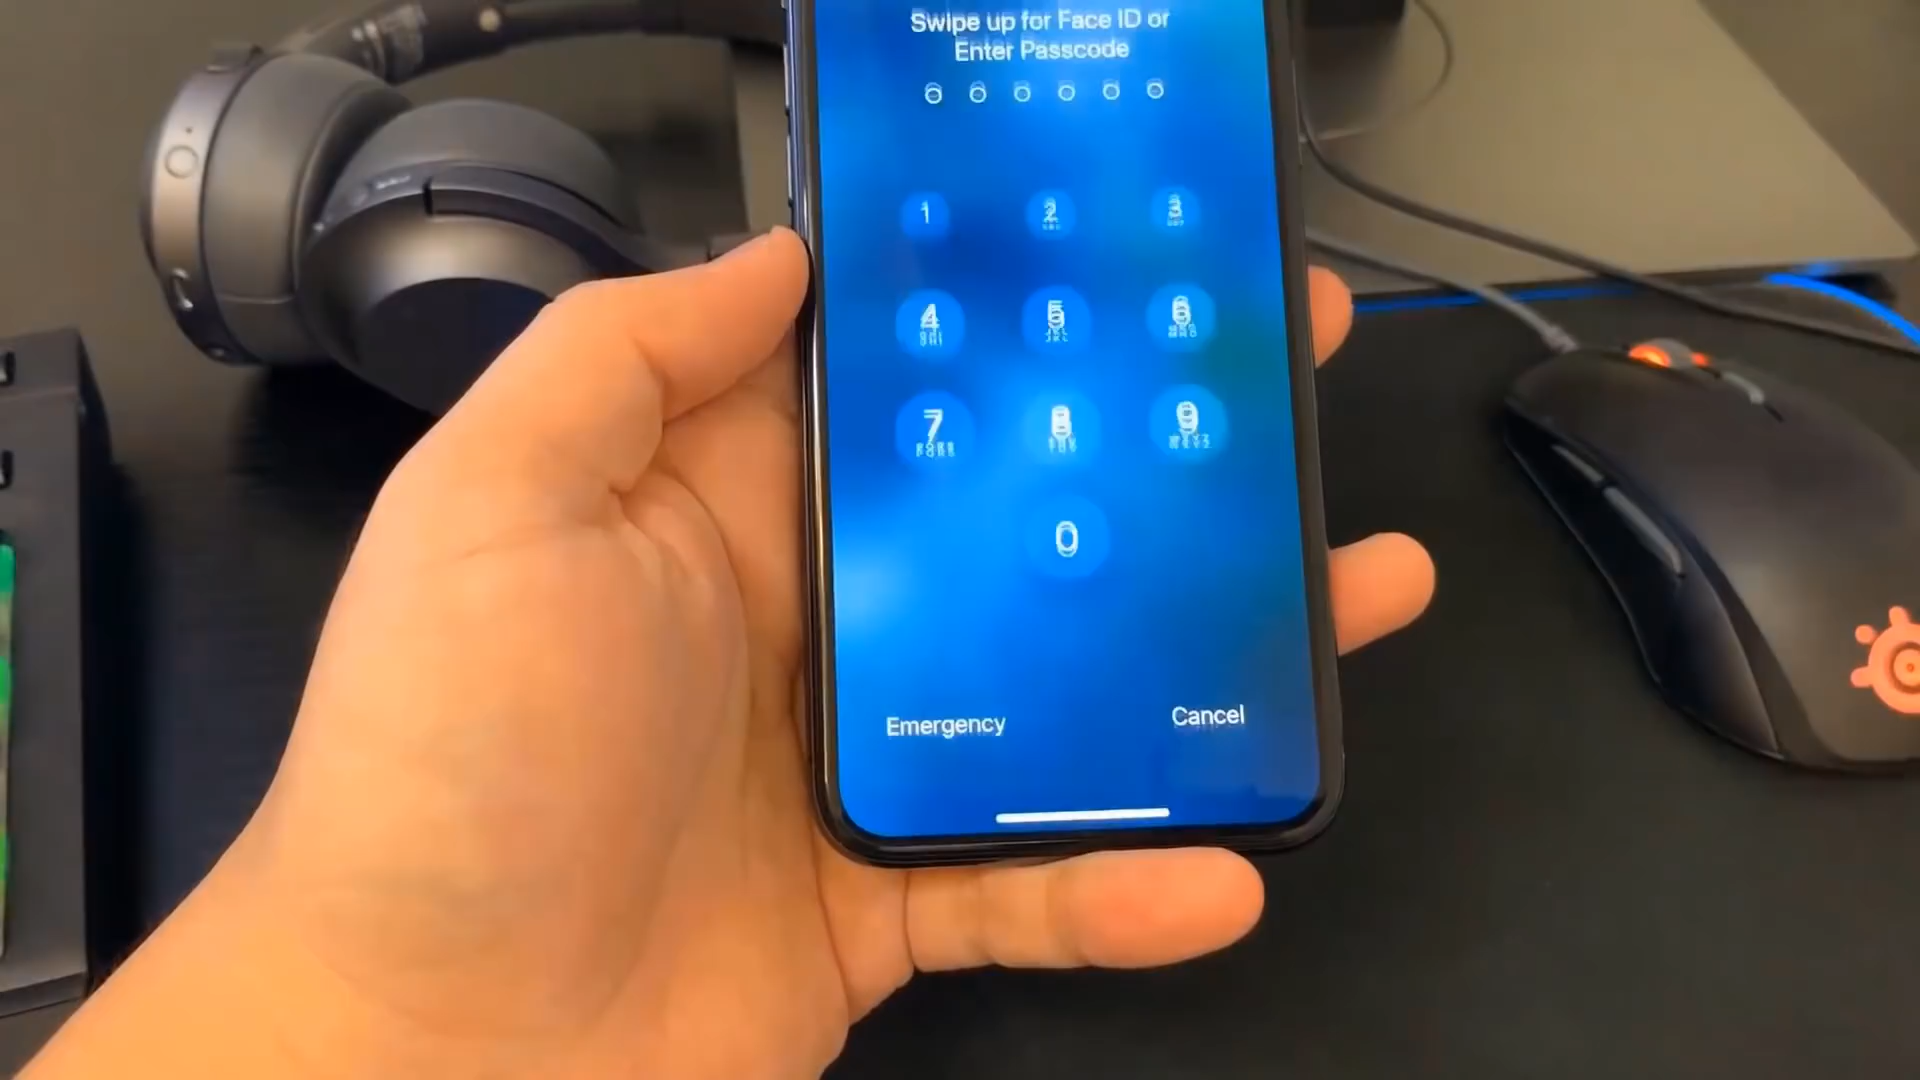 Swipe up for Face ID or
Enter Passcode
1 2 3
4 5 6
7 8 9
0
Emergency Cancel